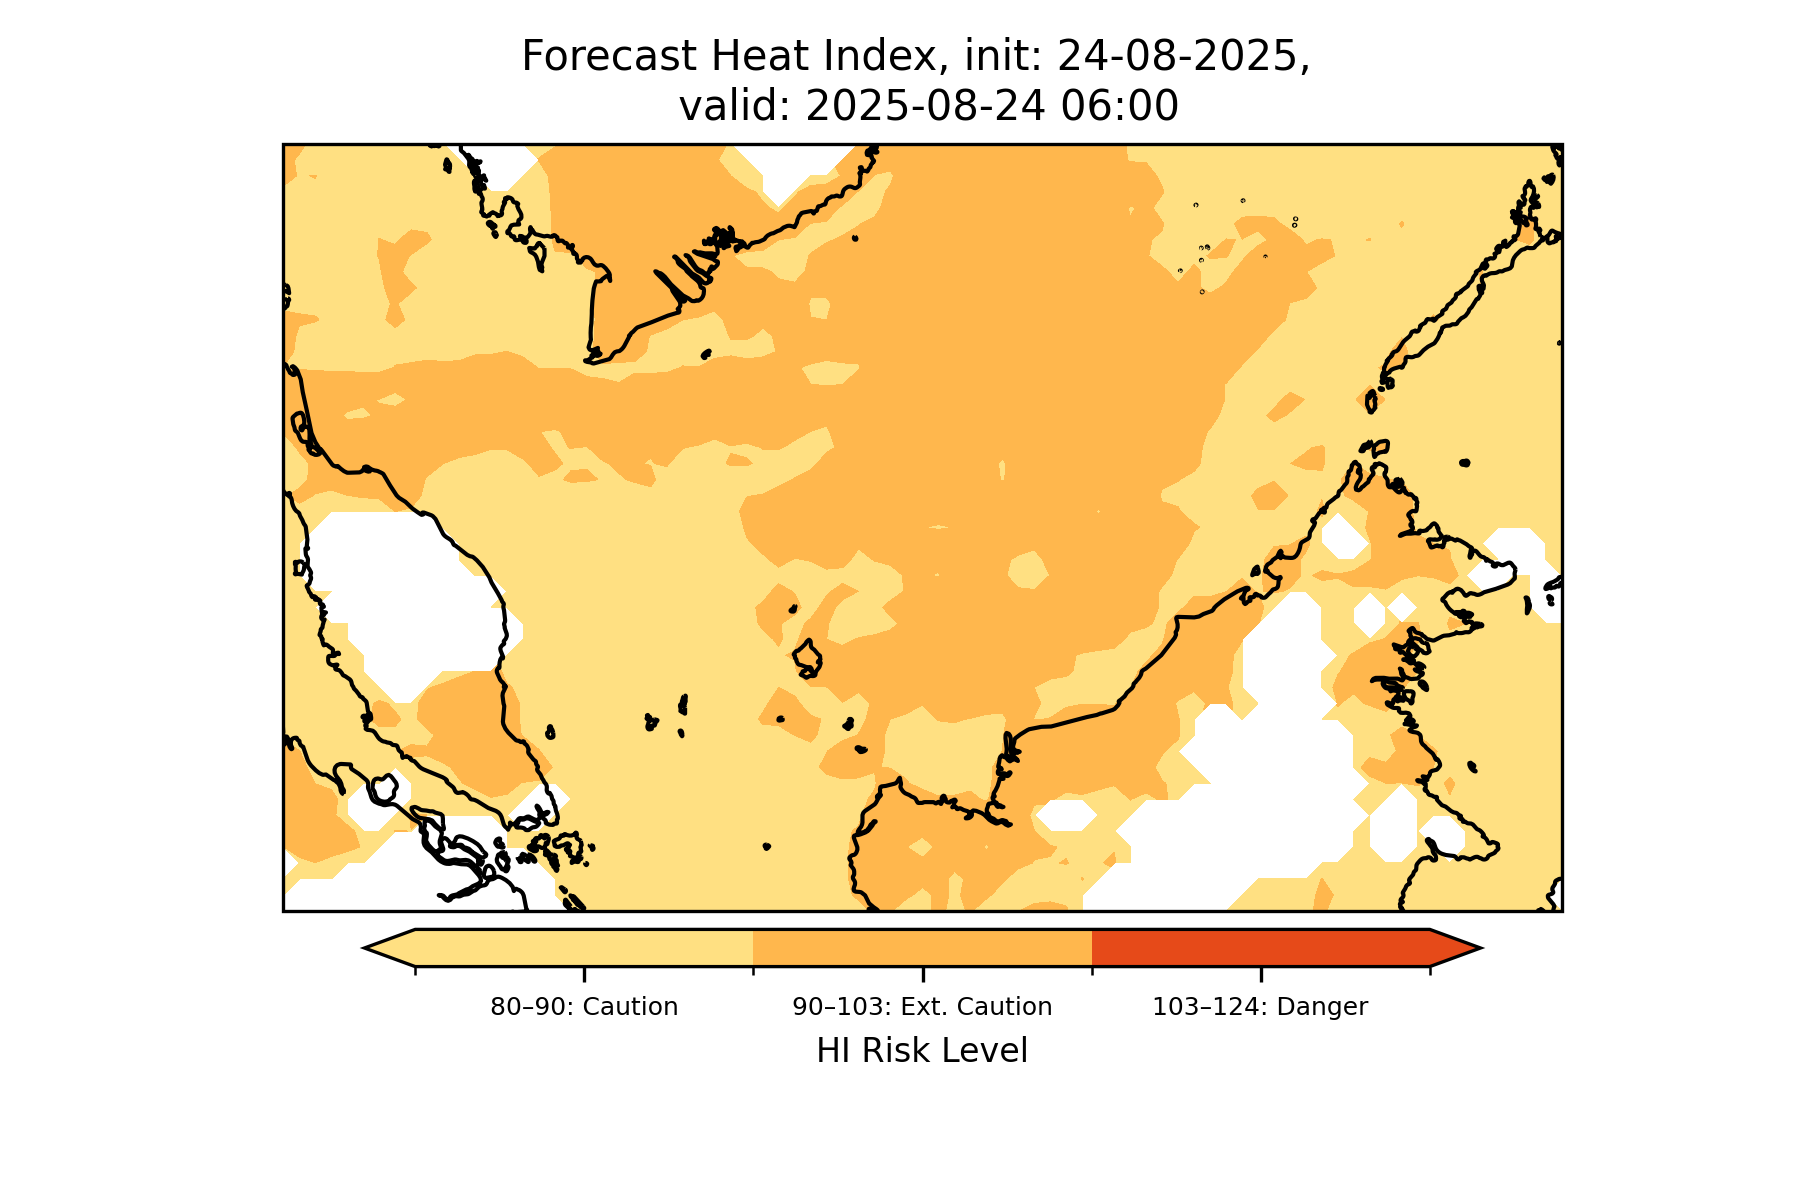 Forecast Heat Index, init: 24-08-2025,
valid: 2025-08-24 06:00
80–90: Caution
90–103: Ext. Caution
103–124: Danger
HI Risk Level